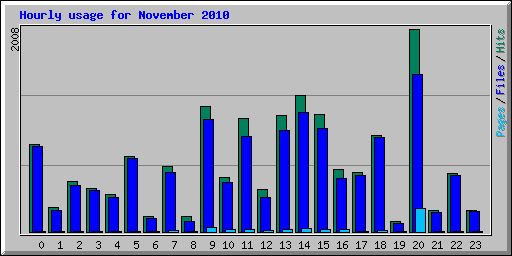 Hourly usage for November 2010
2008
Pages / Files / Hits
0 1 2 3 4 5 6 7 8 9 10 11 12 13 14 15 16 17 18 19 20 21 22 23